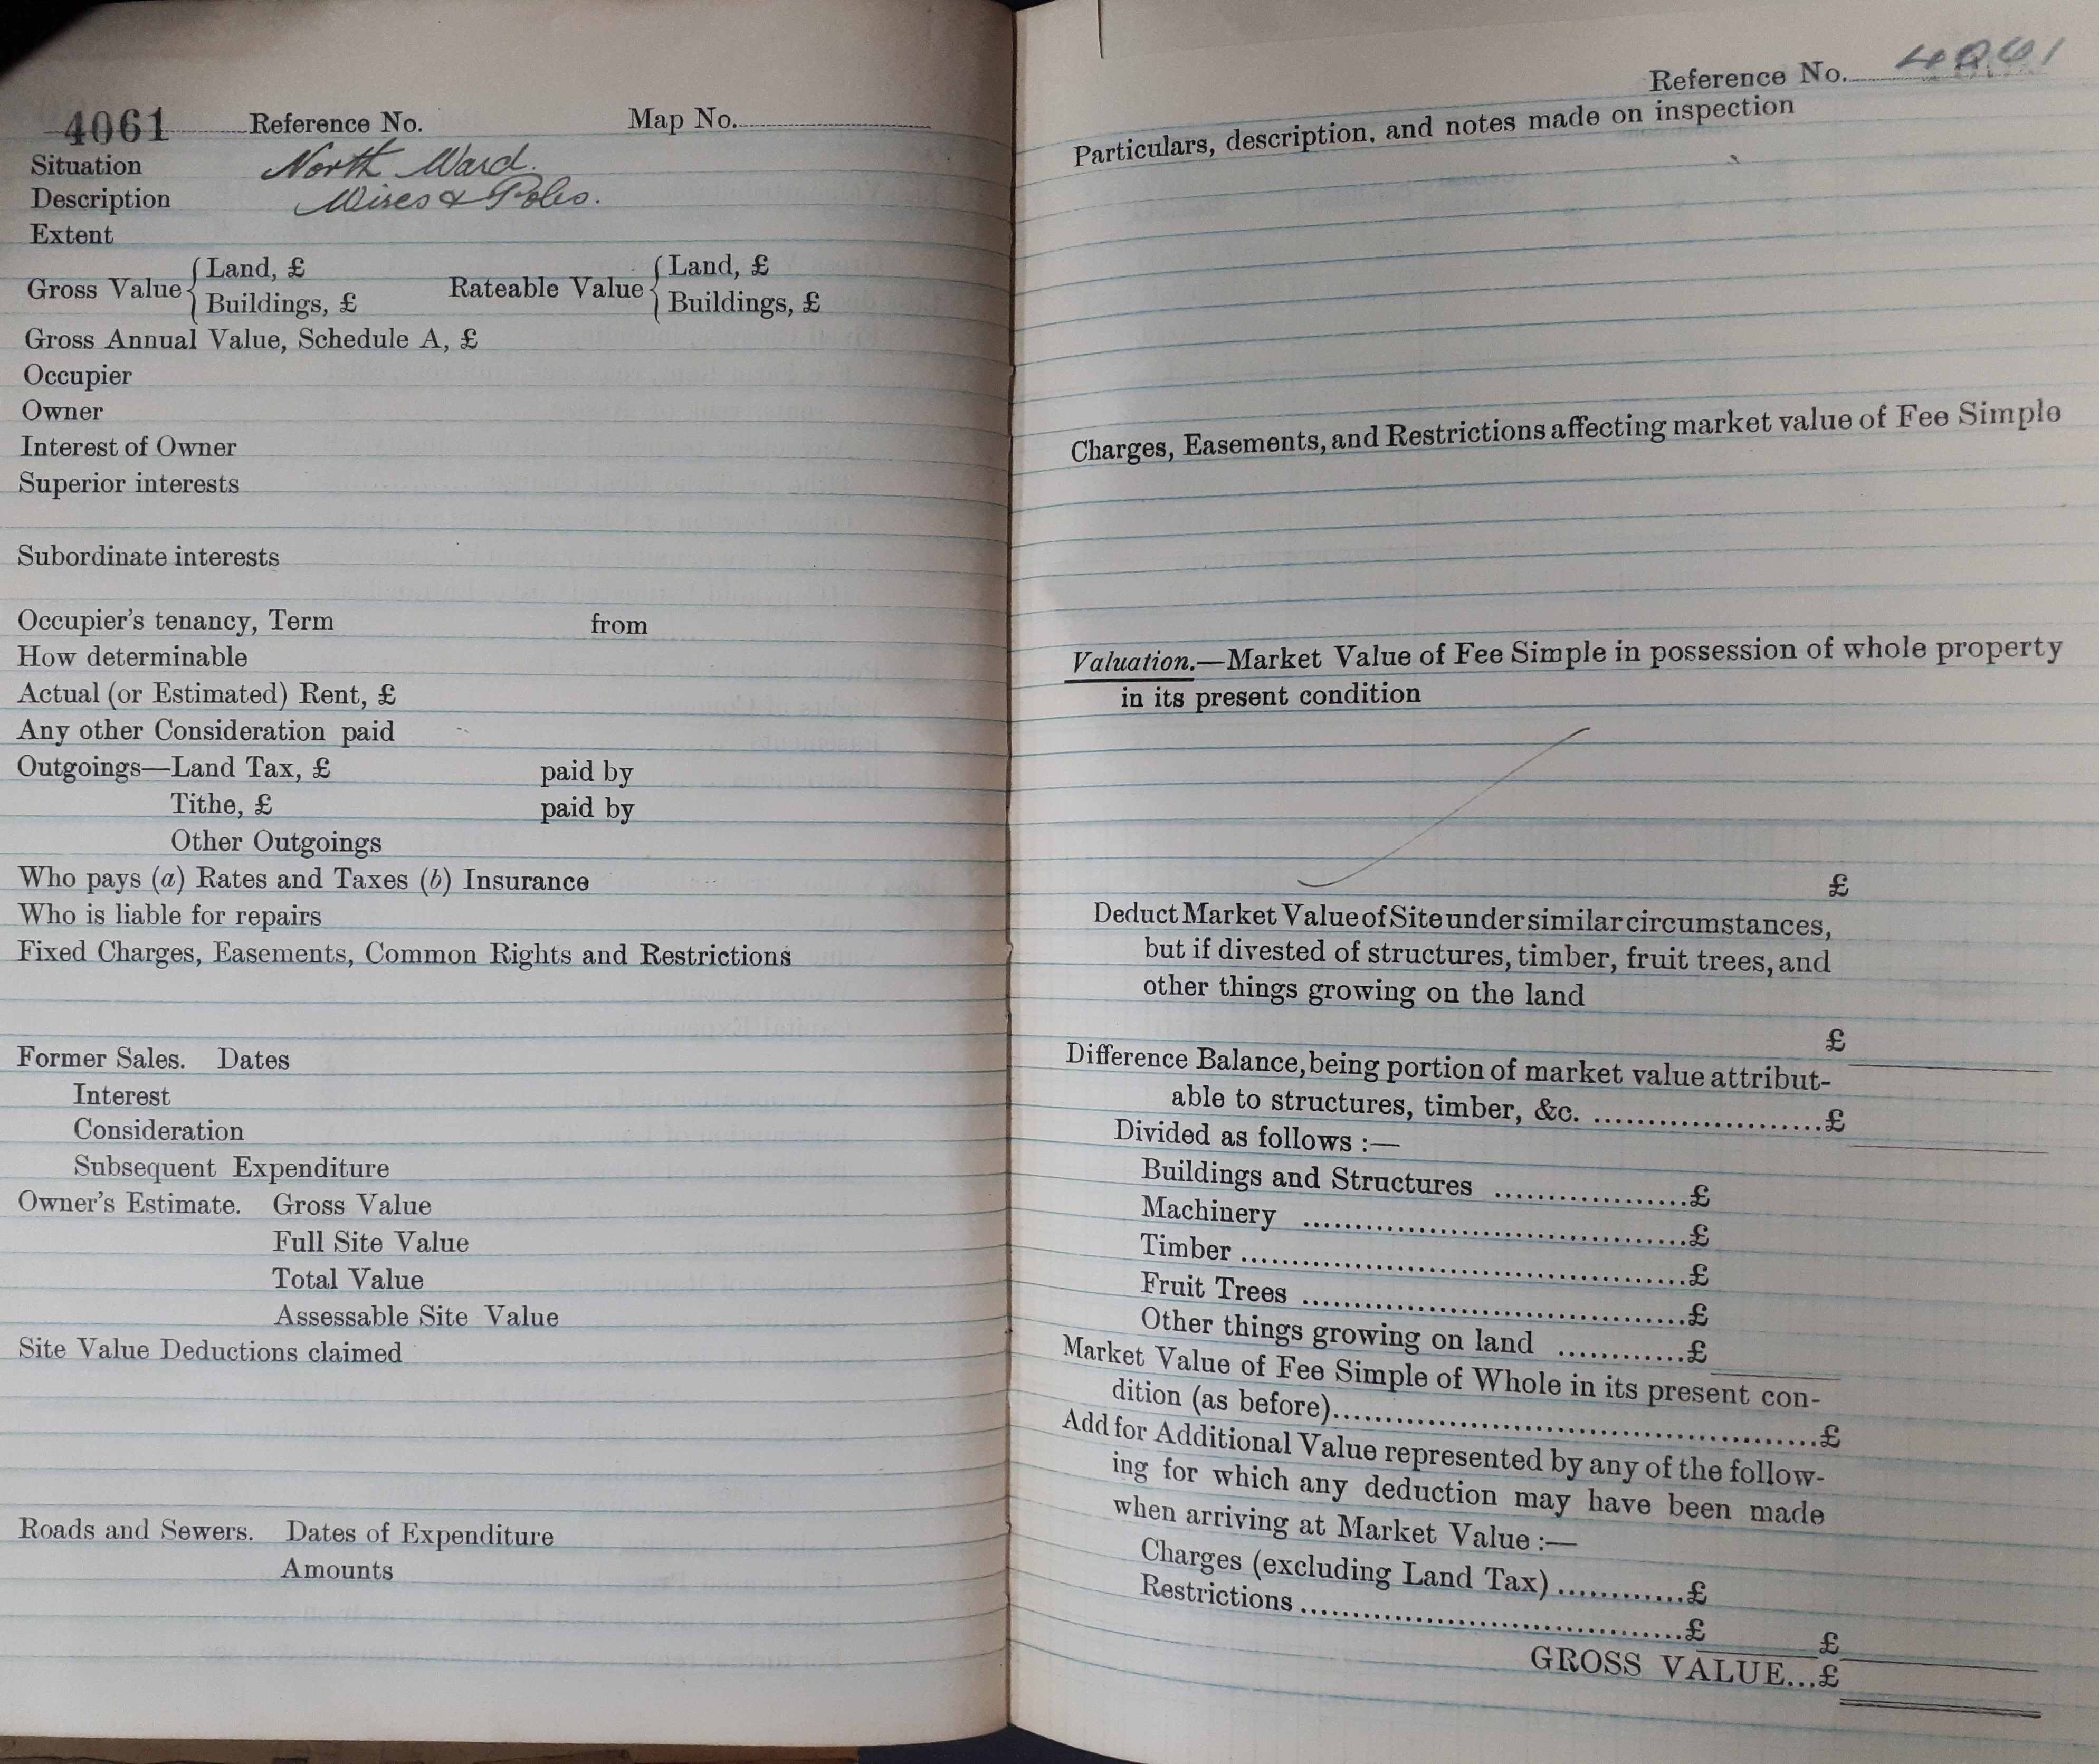 4061 Reference No. Map No.
Situation North Ward.
Description Wires & Poles.
Extent
Gross Value { Land, £ Rateable Value { Land, £
Buildings, £ Buildings, £
Gross Annual Value, Schedule A, £
Occupier
Owner
Interest of Owner
Superior interests
Subordinate interests
Occupier's tenancy, Term from
How determinable
Actual (or Estimated) Rent, £
Any other Consideration paid
Outgoings—Land Tax, £ paid by
Tithe, £ paid by
Other Outgoings
Who pays (a) Rates and Taxes (b) Insurance
Who is liable for repairs
Fixed Charges, Easements, Common Rights and Restrictions
Former Sales. Dates
Interest
Consideration
Subsequent Expenditure
Owner's Estimate. Gross Value
Full Site Value
Total Value
Assessable Site Value
Site Value Deductions claimed
Roads and Sewers. Dates of Expenditure
Amounts
Reference No. 4061
Particulars, description, and notes made on inspection
Charges, Easements, and Restrictions affecting market value of Fee Simple
Valuation.—Market Value of Fee Simple in possession of whole property
in its present condition
£
Deduct Market Value of Site under similar circumstances,
but if divested of structures, timber, fruit trees, and
other things growing on the land
£
Difference Balance, being portion of market value attribut-
able to structures, timber, &c. ......................£
Divided as follows :—
Buildings and Structures ...................£
Machinery ......................................£
Timber ............................................£
Fruit Trees ......................................£
Other things growing on land ............£
Market Value of Fee Simple of Whole in its present con-
dition (as before)................................................£
Add for Additional Value represented by any of the follow-
ing for which any deduction may have been made
when arriving at Market Value :—
Charges (excluding Land Tax) ............£
Restrictions ......................................£ £
GROSS VALUE...£